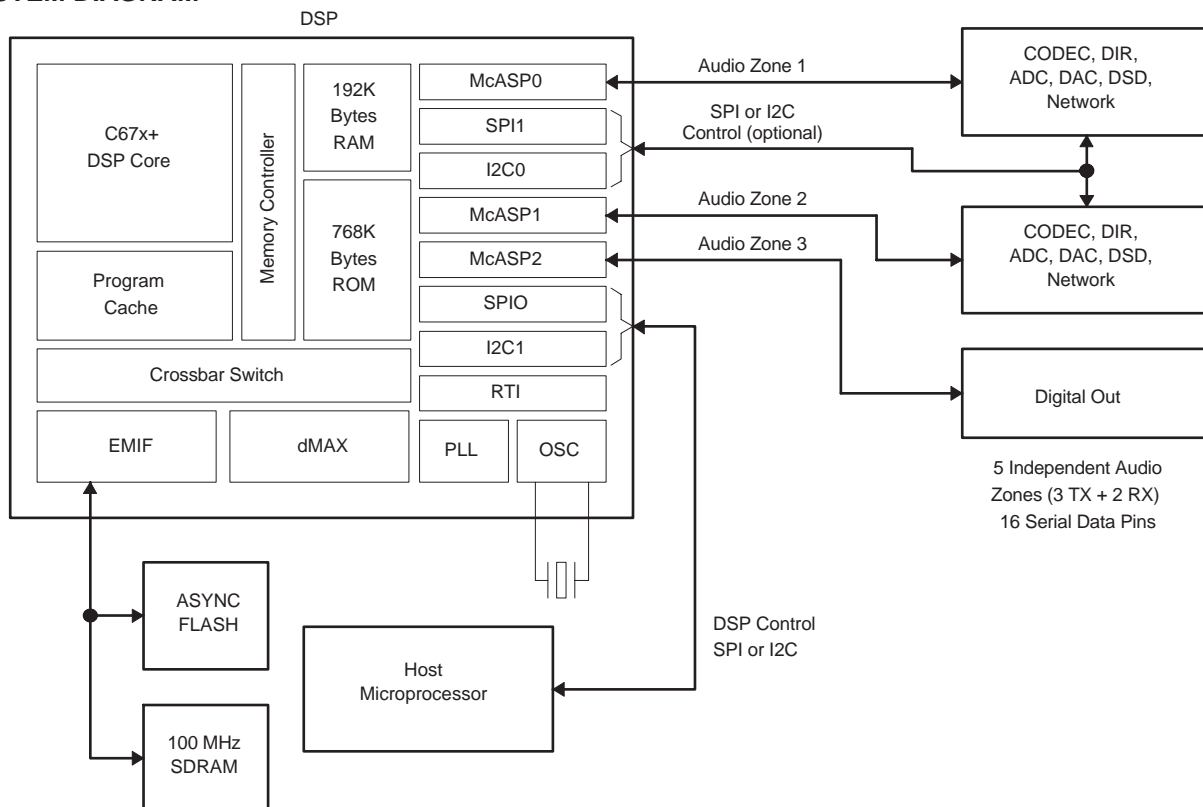 DSP
C67x+
DSP Core
Program
Cache
Memory Controller
192K
Bytes
RAM
768K
Bytes
ROM
Crossbar Switch
EMIF
dMAX
McASP0
SPI1
I2C0
McASP1
McASP2
SPIO
I2C1
RTI
PLL
OSC
Audio Zone 1
SPI or I2C
Control (optional)
Audio Zone 2
Audio Zone 3
CODEC, DIR,
ADC, DAC, DSD,
Network
CODEC, DIR,
ADC, DAC, DSD,
Network
Digital Out
5 Independent Audio
Zones (3 TX + 2 RX)
16 Serial Data Pins
ASYNC
FLASH
100 MHz
SDRAM
Host
Microprocessor
DSP Control
SPI or I2C